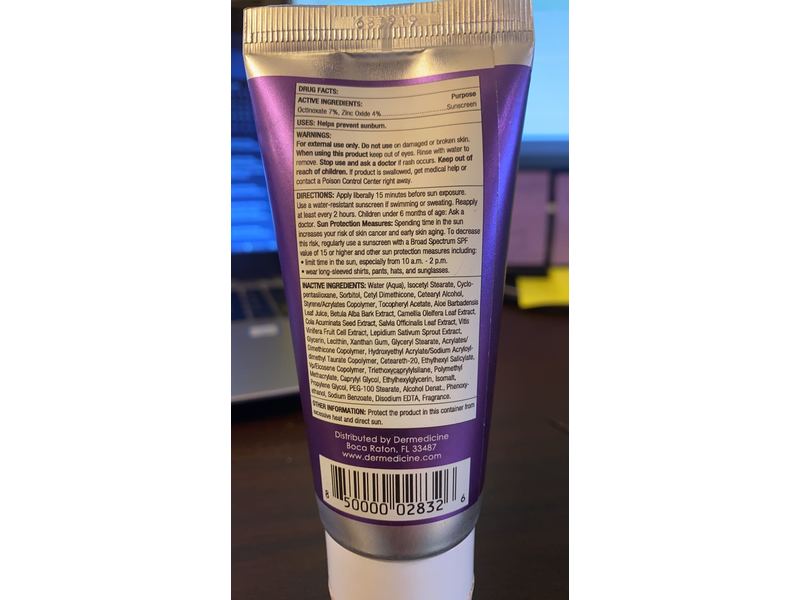 633919
DRUG FACTS:
ACTIVE INGREDIENTS: Purpose
Octinoxate 7%, Zinc Oxide 4%..........................Sunscreen
USES: Helps prevent sunburn.
WARNINGS:
For external use only. Do not use on damaged or broken skin.
When using this product keep out of eyes. Rinse with water to
remove. Stop use and ask a doctor if rash occurs. Keep out of
reach of children. If product is swallowed, get medical help or
contact a Poison Control Center right away.
DIRECTIONS: Apply liberally 15 minutes before sun exposure.
Use a water-resistant sunscreen if swimming or sweating. Reapply
at least every 2 hours. Children under 6 months of age: Ask a
doctor. Sun Protection Measures: Spending time in the sun
increases your risk of skin cancer and early skin aging. To decrease
this risk, regularly use a sunscreen with a Broad Spectrum SPF
value of 15 or higher and other sun protection measures including:
• limit time in the sun, especially from 10 a.m. - 2 p.m.
• wear long-sleeved shirts, pants, hats, and sunglasses.
INACTIVE INGREDIENTS: Water (Aqua), Isocetyl Stearate, Cyclo-
pentasiloxane, Sorbitol, Cetyl Dimethicone, Cetearyl Alcohol,
Styrene/Acrylates Copolymer, Tocopheryl Acetate, Aloe Barbadensis
Leaf Juice, Betula Alba Bark Extract, Camellia Oleifera Leaf Extract,
Cola Acuminata Seed Extract, Salvia Officinalis Leaf Extract, Vitis
Vinifera Fruit Cell Extract, Lepidium Sativum Sprout Extract,
Glycerin, Lecithin, Xanthan Gum, Glyceryl Stearate, Acrylates/
Dimethicone Copolymer, Hydroxyethyl Acrylate/Sodium Acryloyl-
dimethyl Taurate Copolymer, Ceteareth-20, Ethylhexyl Salicylate,
Vp/Eicosene Copolymer, Triethoxycaprylylsilane, Polymethyl
Methacrylate, Caprylyl Glycol, Ethylhexylglycerin, Isomalt,
Propylene Glycol, PEG-100 Stearate, Alcohol Denat., Phenoxy-
ethanol, Sodium Benzoate, Disodium EDTA, Fragrance.
OTHER INFORMATION: Protect the product in this container from
excessive heat and direct sun.
Distributed by Dermedicine
Boca Raton, FL 33487
www.dermedicine.com
8 50000 02832 6